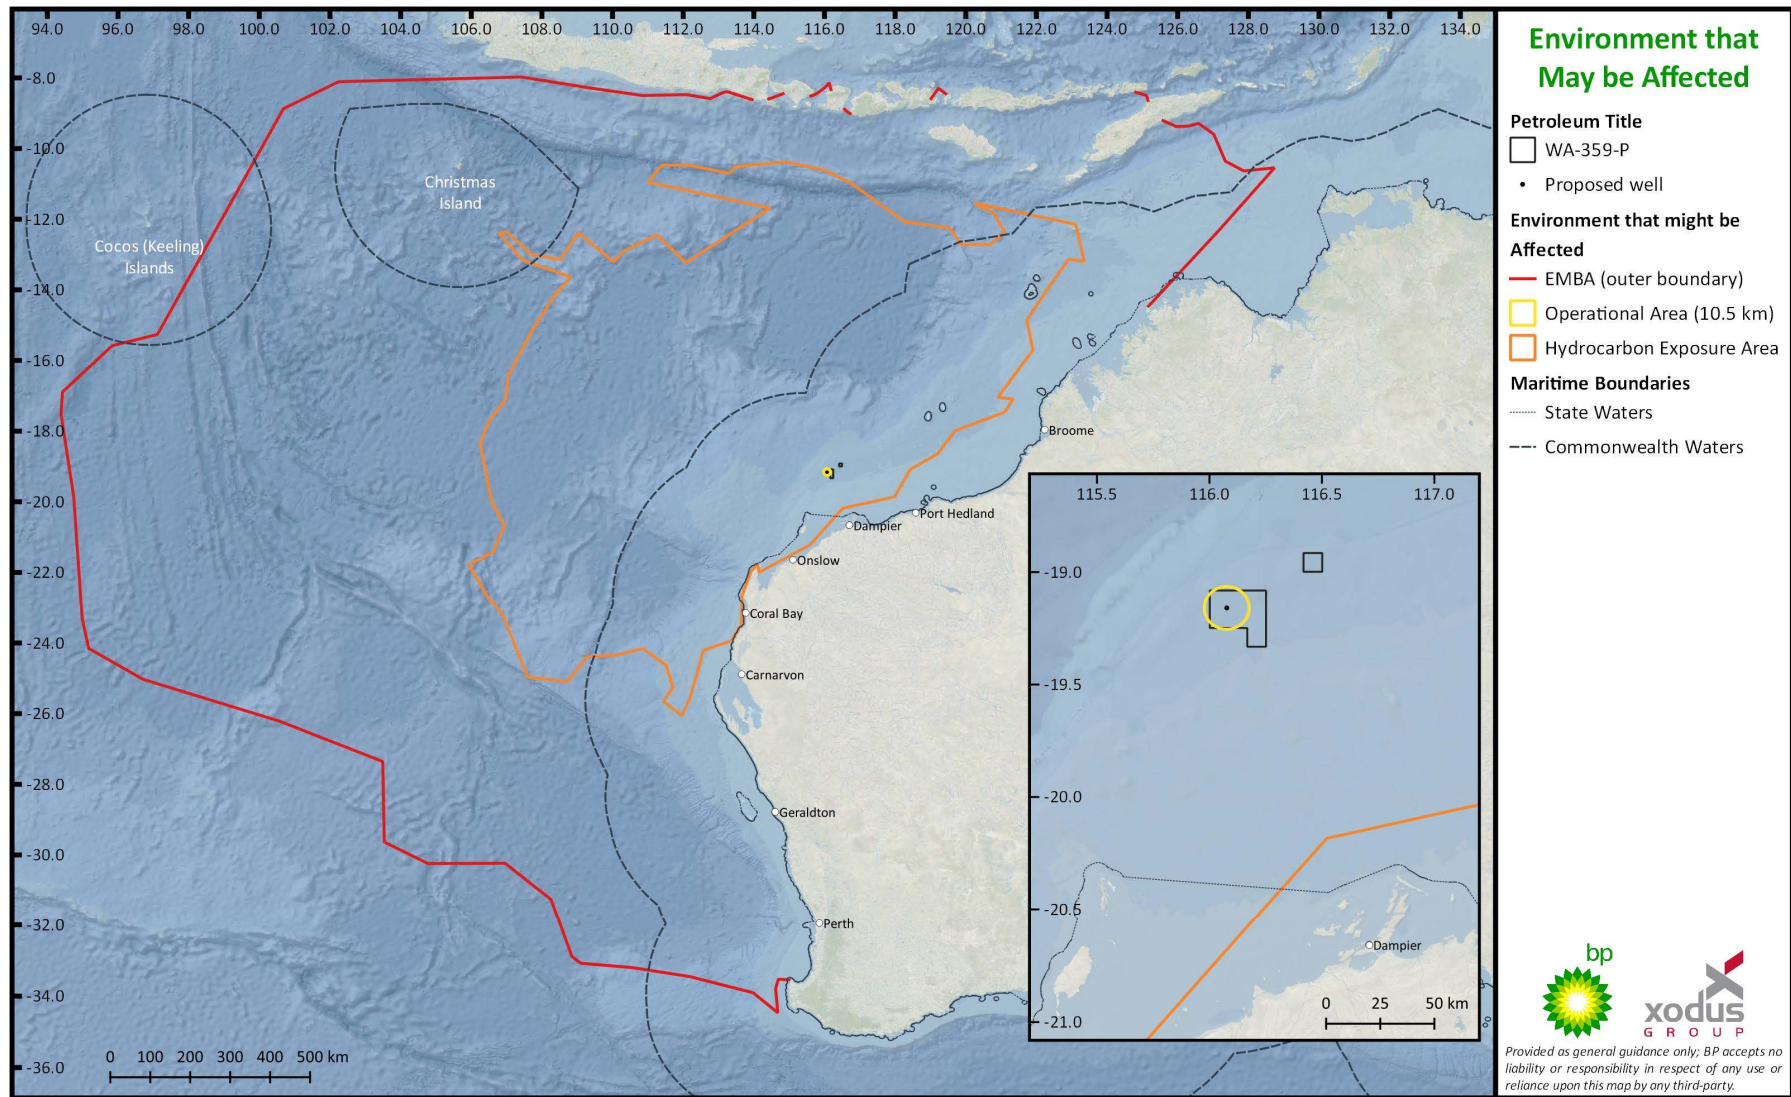 94.0 96.0 98.0 100.0 102.0 104.0 106.0 108.0 110.0 112.0 114.0 116.0 118.0 120.0 122.0 124.0 126.0 128.0 130.0 132.0 134.0
-8.0
-10.0
-12.0
-14.0
-16.0
-18.0
-20.0
-22.0
-24.0
-26.0
-28.0
-30.0
-32.0
-34.0
-36.0
Christmas
Island
Cocos (Keeling)
Islands
Broome
Port Hedland
Dampier
Onslow
Coral Bay
Carnarvon
Geraldton
Perth
0 100 200 300 400 500 km
115.5 116.0 116.5 117.0
-19.0
-19.5
-20.0
-20.5
-21.0
Dampier
0 25 50 km
Environment that
May be Affected
Petroleum Title
WA-359-P
Proposed well
Environment that might be
Affected
EMBA (outer boundary)
Operational Area (10.5 km)
Hydrocarbon Exposure Area
Maritime Boundaries
State Waters
Commonwealth Waters
bp
xodus
GROUP
Provided as general guidance only; BP accepts no
liability or responsibility in respect of any use or
reliance upon this map by any third-party.